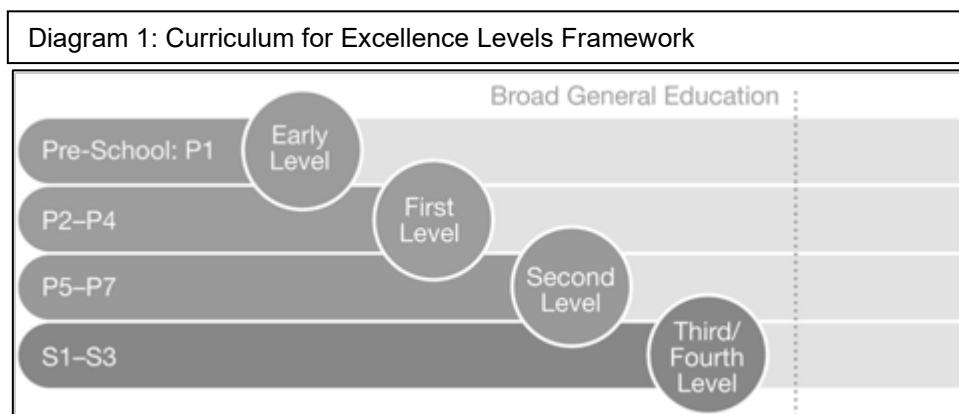 Diagram 1: Curriculum for Excellence Levels Framework
Broad General Education
Pre-School: P1
Early
Level
P2–P4
First
Level
P5–P7
Second
Level
S1–S3
Third/
Fourth
Level